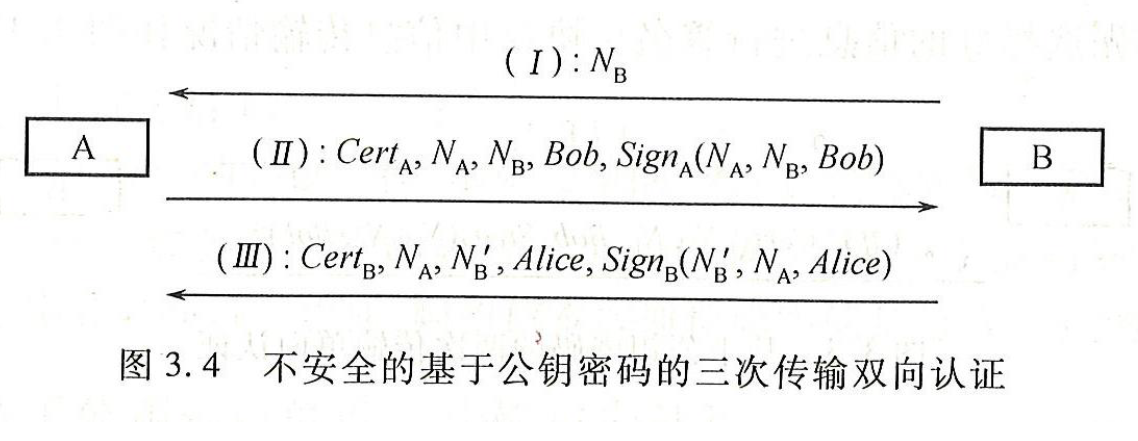 (Ⅰ): N_B
A
(Ⅱ): Cert_A, N_A, N_B, Bob, Sign_A(N_A, N_B, Bob)
B
(Ⅲ): Cert_B, N_A, N_B′, Alice, Sign_B(N_B′, N_A, Alice)
图 3.4 不安全的基于公钥密码的三次传输双向认证